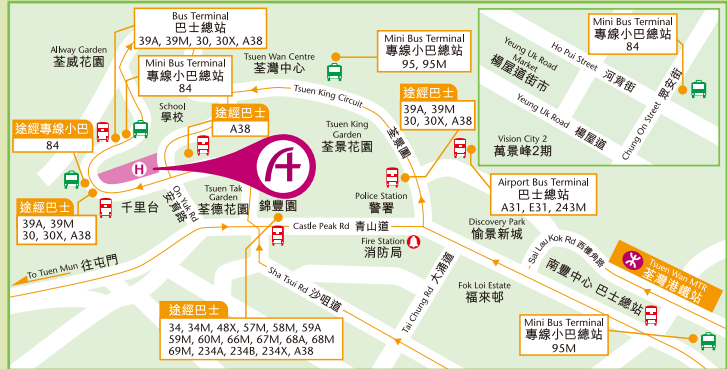 Bus Terminal
巴士總站
39A, 39M, 30, 30X, A38
Allway Garden
荃威花園
Mini Bus Terminal
專線小巴總站
84
Tsuen Wan Centre
荃灣中心
Mini Bus Terminal
專線小巴總站
95, 95M
School
學校
Tsuen King Circuit
途經巴士
A38
途經專線小巴
84
Tsuen King
Garden
荃景花園
荃景圍
途經巴士
39A, 39M
30, 30X, A38
H
千里台
On Yuk Rd
安育路
Tsuen Tak
Garden
荃德花園
錦豐園
Police Station
警署
Airport Bus Terminal
巴士總站
A31, E31, 243M
途經巴士
39A, 39M
30, 30X, A38
Castle Peak Rd 青山道
Fire Station
消防局
Discovery Park
愉景新城
Sai Lau Kok Rd 西樓角路
Tsuen Wan MTR
荃灣港鐵站
To Tuen Mun 往屯門
Sha Tsui Rd 沙咀道
Tai Chung Rd 大涌道
Fok Loi Estate
福來邨
南豐中心 巴士總站
途經巴士
34, 34M, 48X, 57M, 58M, 59A
59M, 60M, 66M, 67M, 68A, 68M
69M, 234A, 234B, 234X, A38
Mini Bus Terminal
專線小巴總站
95M
Yeung Uk Road
Market
楊屋道街市
Ho Pui Street 河背街
Mini Bus Terminal
專線小巴總站
84
Yeung Uk Road
楊屋道
Vision City 2
萬景峰2期
Chung On Street 眾安街